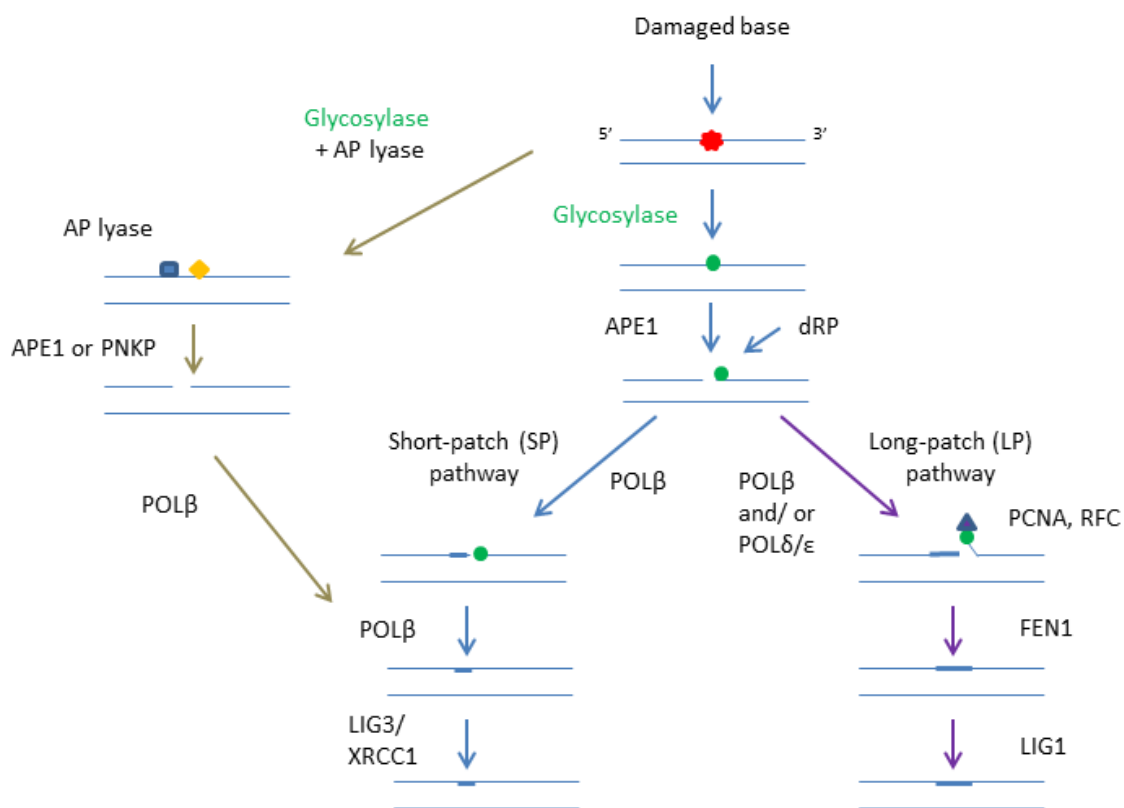 Damaged base
Glycosylase
+ AP lyase
5’
3’
Glycosylase
AP lyase
APE1
dRP
APE1 or PNKP
Short-patch (SP)
pathway
POLβ
Long-patch (LP)
pathway
POLβ
POLβ
and/ or
POLδ/ε
PCNA, RFC
POLβ
FEN1
LIG3/
XRCC1
LIG1